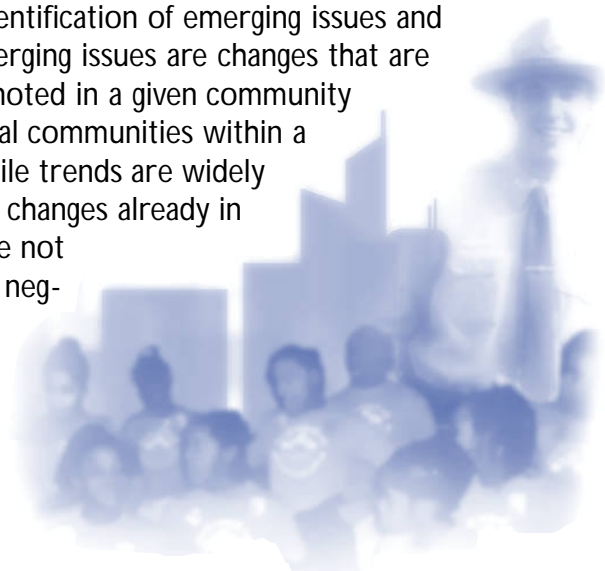 entification of emerging issues and
erging issues are changes that are
noted in a given community
al communities within a
ile trends are widely
changes already in
e not
neg-